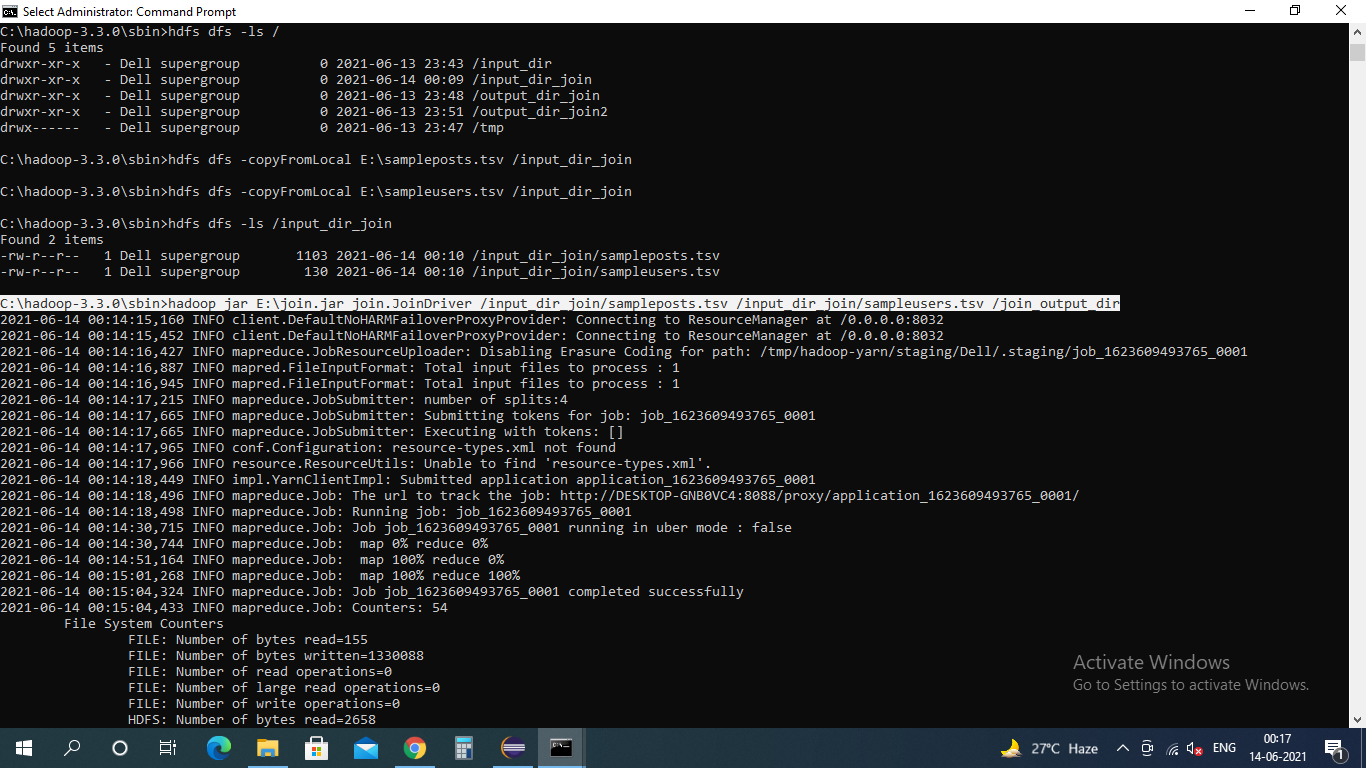 Select Administrator: Command Prompt
C:\hadoop-3.3.0\sbin>hdfs dfs -ls /
Found 5 items
drwxr-xr-x   - Dell supergroup          0 2021-06-13 23:43 /input_dir
drwxr-xr-x   - Dell supergroup          0 2021-06-14 00:09 /input_dir_join
drwxr-xr-x   - Dell supergroup          0 2021-06-13 23:48 /output_dir_join
drwxr-xr-x   - Dell supergroup          0 2021-06-13 23:51 /output_dir_join2
drwx------   - Dell supergroup          0 2021-06-13 23:47 /tmp
C:\hadoop-3.3.0\sbin>hdfs dfs -copyFromLocal E:\sampleposts.tsv /input_dir_join
C:\hadoop-3.3.0\sbin>hdfs dfs -copyFromLocal E:\sampleusers.tsv /input_dir_join
C:\hadoop-3.3.0\sbin>hdfs dfs -ls /input_dir_join
Found 2 items
-rw-r--r--   1 Dell supergroup       1103 2021-06-14 00:10 /input_dir_join/sampleposts.tsv
-rw-r--r--   1 Dell supergroup        130 2021-06-14 00:10 /input_dir_join/sampleusers.tsv
C:\hadoop-3.3.0\sbin>hadoop jar E:\join.jar join.JoinDriver /input_dir_join/sampleposts.tsv /input_dir_join/sampleusers.tsv /join_output_dir
2021-06-14 00:14:15,160 INFO client.DefaultNoHARMFailoverProxyProvider: Connecting to ResourceManager at /0.0.0.0:8032
2021-06-14 00:14:15,452 INFO client.DefaultNoHARMFailoverProxyProvider: Connecting to ResourceManager at /0.0.0.0:8032
2021-06-14 00:14:16,427 INFO mapreduce.JobResourceUploader: Disabling Erasure Coding for path: /tmp/hadoop-yarn/staging/Dell/.staging/job_1623609493765_0001
2021-06-14 00:14:16,887 INFO mapred.FileInputFormat: Total input files to process : 1
2021-06-14 00:14:16,945 INFO mapred.FileInputFormat: Total input files to process : 1
2021-06-14 00:14:17,215 INFO mapreduce.JobSubmitter: number of splits:4
2021-06-14 00:14:17,665 INFO mapreduce.JobSubmitter: Submitting tokens for job: job_1623609493765_0001
2021-06-14 00:14:17,665 INFO mapreduce.JobSubmitter: Executing with tokens: []
2021-06-14 00:14:17,965 INFO conf.Configuration: resource-types.xml not found
2021-06-14 00:14:17,966 INFO resource.ResourceUtils: Unable to find 'resource-types.xml'.
2021-06-14 00:14:18,449 INFO impl.YarnClientImpl: Submitted application application_1623609493765_0001
2021-06-14 00:14:18,496 INFO mapreduce.Job: The url to track the job: http://DESKTOP-GNB0VC4:8088/proxy/application_1623609493765_0001/
2021-06-14 00:14:18,498 INFO mapreduce.Job: Running job: job_1623609493765_0001
2021-06-14 00:14:30,715 INFO mapreduce.Job: Job job_1623609493765_0001 running in uber mode : false
2021-06-14 00:14:30,744 INFO mapreduce.Job:  map 0% reduce 0%
2021-06-14 00:14:51,164 INFO mapreduce.Job:  map 100% reduce 0%
2021-06-14 00:15:01,268 INFO mapreduce.Job:  map 100% reduce 100%
2021-06-14 00:15:04,324 INFO mapreduce.Job: Job job_1623609493765_0001 completed successfully
2021-06-14 00:15:04,433 INFO mapreduce.Job: Counters: 54
File System Counters
FILE: Number of bytes read=155
FILE: Number of bytes written=1330088
FILE: Number of read operations=0
FILE: Number of large read operations=0
FILE: Number of write operations=0
HDFS: Number of bytes read=2658
Activate Windows
Go to Settings to activate Windows.
27°C Haze
ENG
00:17
14-06-2021
1